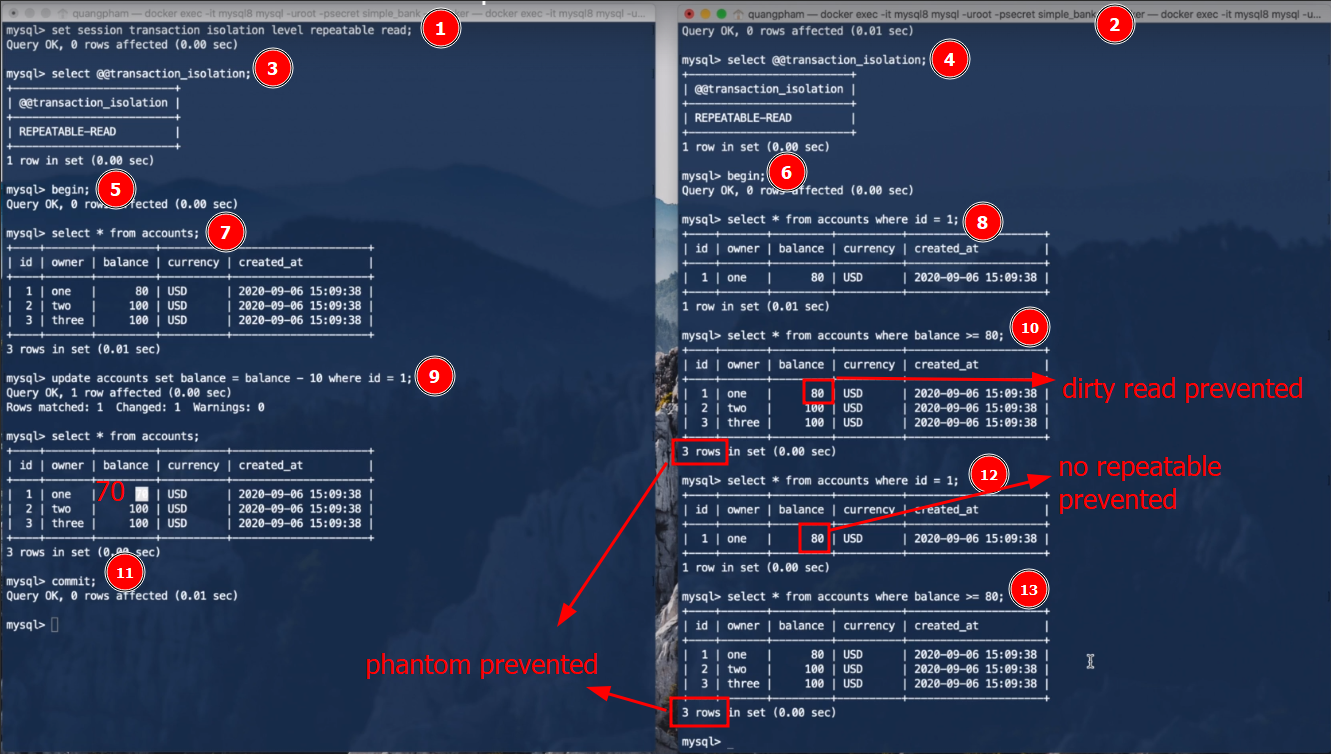 quangpham — docker exec -it mysql8 mysql -uroot -psecret simple_bank — docker exec -it mysql8 mysql -u...
mysql> set session transaction isolation level repeatable read;
1
Query OK, 0 rows affected (0.00 sec)
mysql> select @@transaction_isolation;
3
+-------------------------+
| @@transaction_isolation |
+-------------------------+
| REPEATABLE-READ |
+-------------------------+
1 row in set (0.00 sec)
mysql> begin;
5
Query OK, 0 rows affected (0.00 sec)
mysql> select * from accounts;
7
+----+-------+---------+----------+---------------------+
| id | owner | balance | currency | created_at |
+----+-------+---------+----------+---------------------+
| 1 | one | 80 | USD | 2020-09-06 15:09:38 |
| 2 | two | 100 | USD | 2020-09-06 15:09:38 |
| 3 | three | 100 | USD | 2020-09-06 15:09:38 |
+----+-------+---------+----------+---------------------+
3 rows in set (0.01 sec)
mysql> update accounts set balance = balance - 10 where id = 1;
9
Query OK, 1 row affected (0.00 sec)
Rows matched: 1 Changed: 1 Warnings: 0
mysql> select * from accounts;
+----+-------+---------+----------+---------------------+
| id | owner | balance | currency | created_at |
+----+-------+---------+----------+---------------------+
| 1 | one | 70 70 | USD | 2020-09-06 15:09:38 |
| 2 | two | 100 | USD | 2020-09-06 15:09:38 |
| 3 | three | 100 | USD | 2020-09-06 15:09:38 |
+----+-------+---------+----------+---------------------+
3 rows in set (0.00 sec)
11
mysql> commit;
Query OK, 0 rows affected (0.01 sec)
mysql>
phantom prevented
quangpham — docker exec -it mysql8 mysql -uroot -psecret simple_bank — docker exec -it mysql8 mysql -u...
2
Query OK, 0 rows affected (0.01 sec)
mysql> select @@transaction_isolation;
4
+-------------------------+
| @@transaction_isolation |
+-------------------------+
| REPEATABLE-READ |
+-------------------------+
1 row in set (0.00 sec)
mysql> begin;
6
Query OK, 0 rows affected (0.00 sec)
mysql> select * from accounts where id = 1;
8
+----+-------+---------+----------+---------------------+
| id | owner | balance | currency | created_at |
+----+-------+---------+----------+---------------------+
| 1 | one | 80 | USD | 2020-09-06 15:09:38 |
+----+-------+---------+----------+---------------------+
1 row in set (0.01 sec)
mysql> select * from accounts where balance >= 80;
10
+----+-------+---------+----------+---------------------+
| id | owner | balance | currency | created_at |
+----+-------+---------+----------+---------------------+
| 1 | one | 80 | USD | 2020-09-06 15:09:38 |
| 2 | two | 100 | USD | 2020-09-06 15:09:38 |
| 3 | three | 100 | USD | 2020-09-06 15:09:38 |
+----+-------+---------+----------+---------------------+
dirty read prevented
3 rows in set (0.00 sec)
mysql> select * from accounts where id = 1;
12
+----+-------+---------+----------+---------------------+
| id | owner | balance | currency | created_at |
+----+-------+---------+----------+---------------------+
| 1 | one | 80 | USD | 2020-09-06 15:09:38 |
+----+-------+---------+----------+---------------------+
no repeatable
prevented
1 row in set (0.00 sec)
mysql> select * from accounts where balance >= 80;
13
+----+-------+---------+----------+---------------------+
| id | owner | balance | currency | created_at |
+----+-------+---------+----------+---------------------+
| 1 | one | 80 | USD | 2020-09-06 15:09:38 |
| 2 | two | 100 | USD | 2020-09-06 15:09:38 |
| 3 | three | 100 | USD | 2020-09-06 15:09:38 |
+----+-------+---------+----------+---------------------+
3 rows in set (0.00 sec)
mysql> _